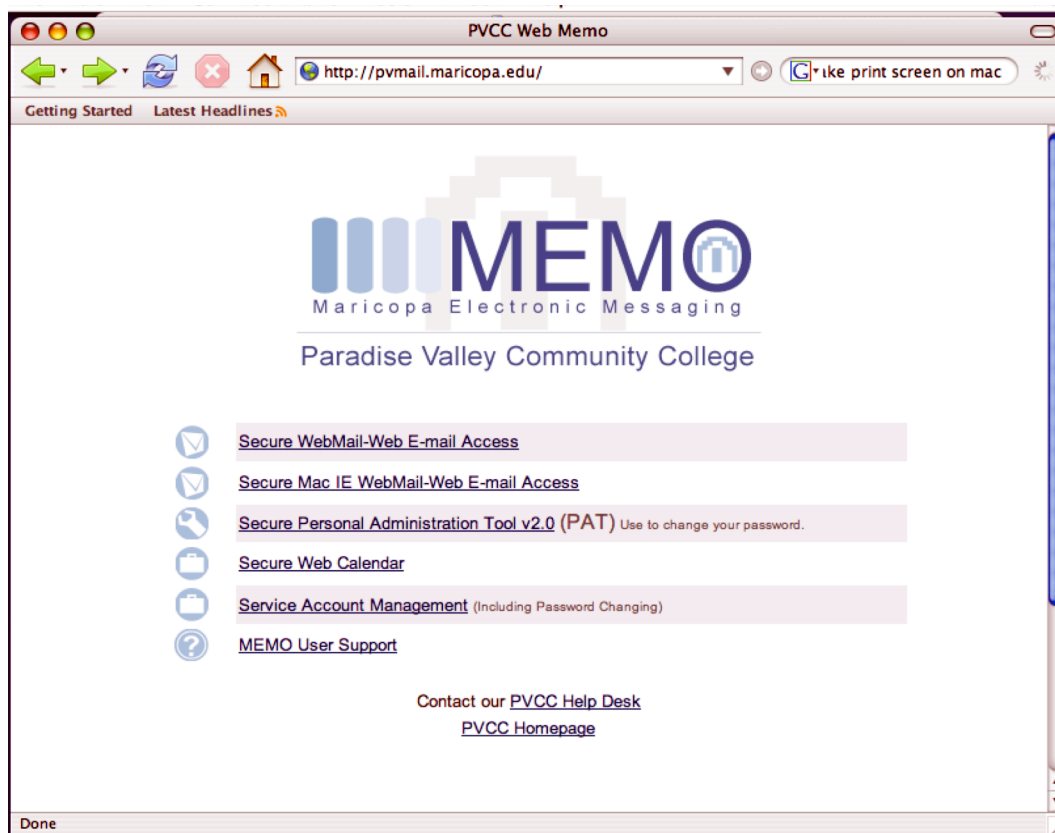 PVCC Web Memo
http://pvmail.maricopa.edu/
G ike print screen on mac
Getting Started Latest Headlines
MEMO
Maricopa Electronic Messaging
Paradise Valley Community College
Secure WebMail-Web E-mail Access
Secure Mac IE WebMail-Web E-mail Access
Secure Personal Administration Tool v2.0 (PAT) Use to change your password.
Secure Web Calendar
Service Account Management (Including Password Changing)
? MEMO User Support
Contact our PVCC Help Desk
PVCC Homepage
Done